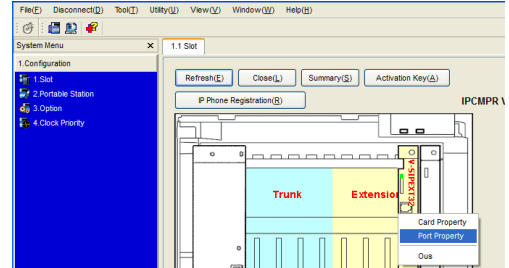 File(F) Disconnect(D) Tool(T) Utility(U) View(V) Window(W) Help(H)
System Menu
1.1 Slot
1.Configuration
1.Slot
2.Portable Station
3.Option
4.Clock Priority
Refresh(E) Close(L) Summary(S) Activation Key(A)
IP Phone Registration(R)
IPCMPR V
V-SIPEXT32
Trunk
Extension
Card Property
Port Property
Ous